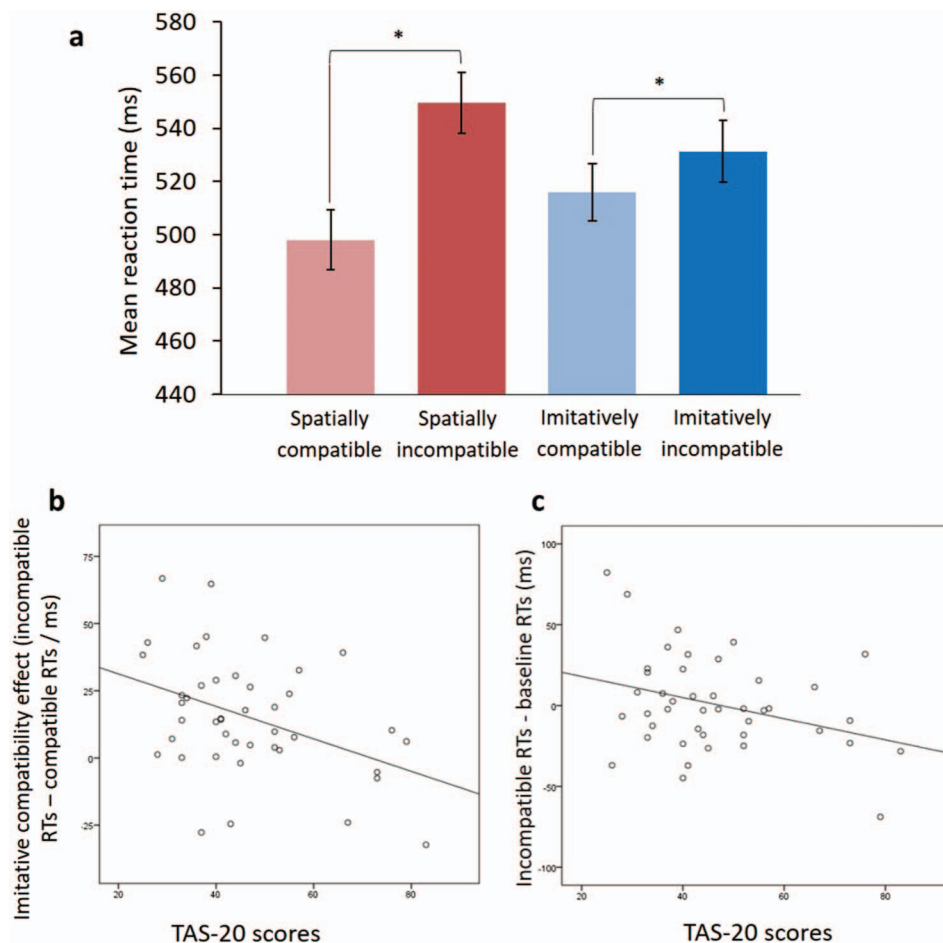 a
Mean reaction time (ms)
580
560
540
520
500
480
460
440
*
*
Spatially
compatible
Spatially
incompatible
Imitatively
compatible
Imitatively
incompatible
b
Imitative compatibility effect (incompatible
RTs – compatible RTs / ms)
75
50
25
0
-25
20
40
60
80
TAS-20 scores
c
Incompatible RTs - baseline RTs (ms)
100
50
0
-50
-100
20
40
60
80
TAS-20 scores